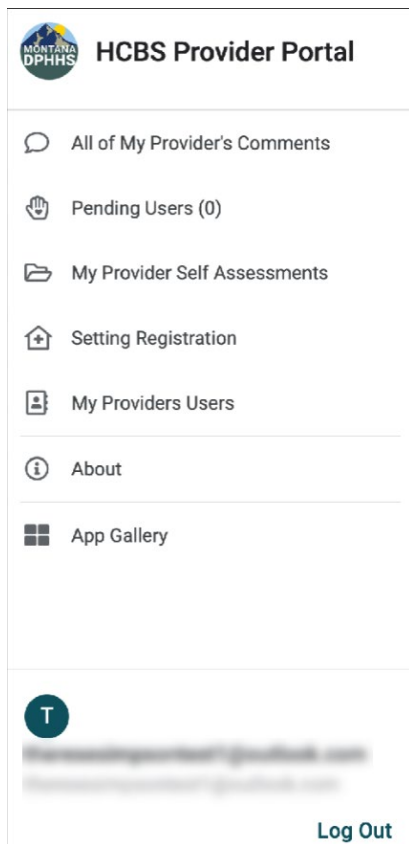 MONTANA
DPHHS
HCBS Provider Portal
All of My Provider's Comments
Pending Users (0)
My Provider Self Assessments
Setting Registration
My Providers Users
About
App Gallery
T
Log Out